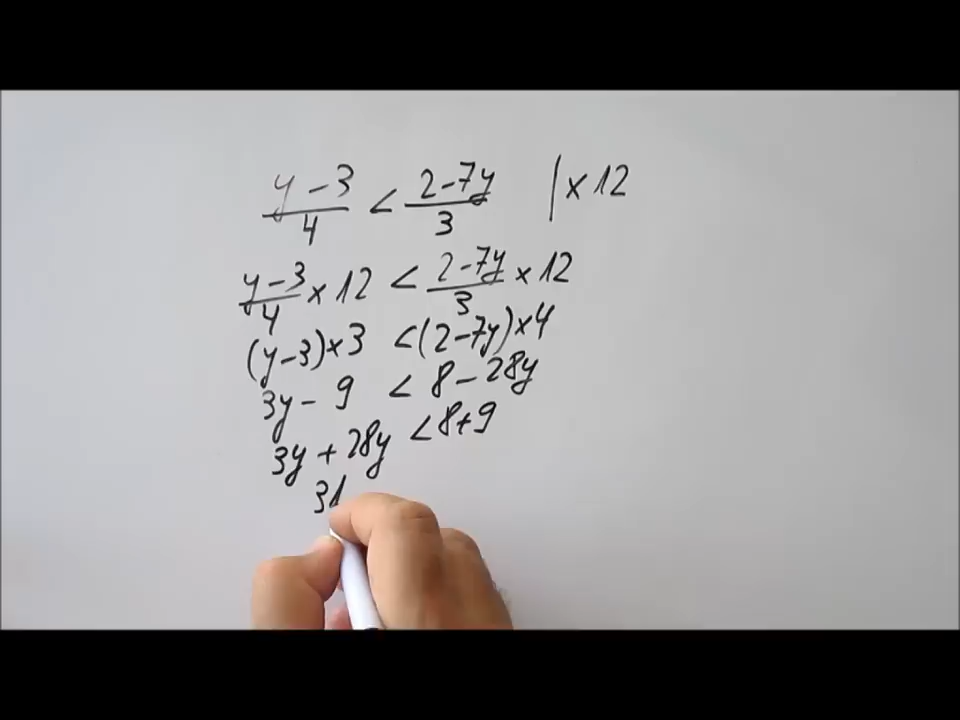 y - 3 / 4 < 2 - 7y / 3 | x 12
y - 3 / 4 x 12 < 2 - 7y / 3 x 12
(y - 3) x 3 < (2 - 7y) x 4
3y - 9 < 8 - 28y
3y + 28y < 8 + 9
31